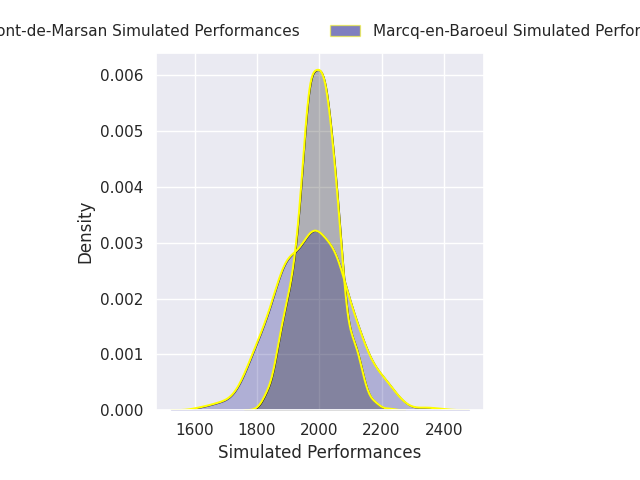 ont-de-Marsan Simulated Performances Marcq-en-Baroeul Simulated Perfor
0.006
0.005
0.004
0.003
0.002
0.001
0.000
Density
1600 1800 2000 2200 2400
Simulated Performances